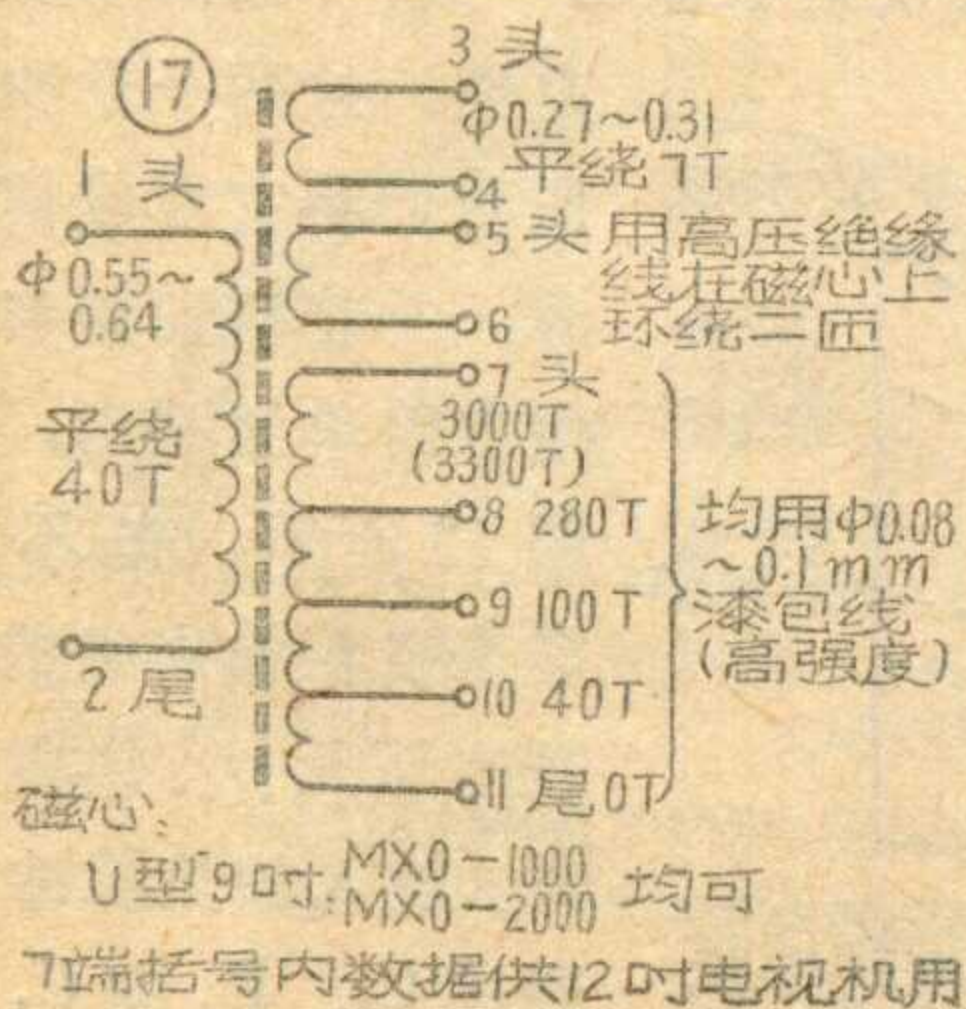 17
3 头
Φ0.27~0.31
平绕 7T
4
1 头
Φ0.55~
0.64
平绕
40T
2 尾
5 头 用高压绝缘
线在磁心上
环绕二匝
6
7 头
3000T
(3300T)
8 280T
9 100T
10 40T
11 尾 0T
均用Φ0.08
~0.1mm
漆包线
(高强度)
磁心:
U型9吋: MX0-1000
MX0-2000 均可
7端括号内数据供12吋电视机用